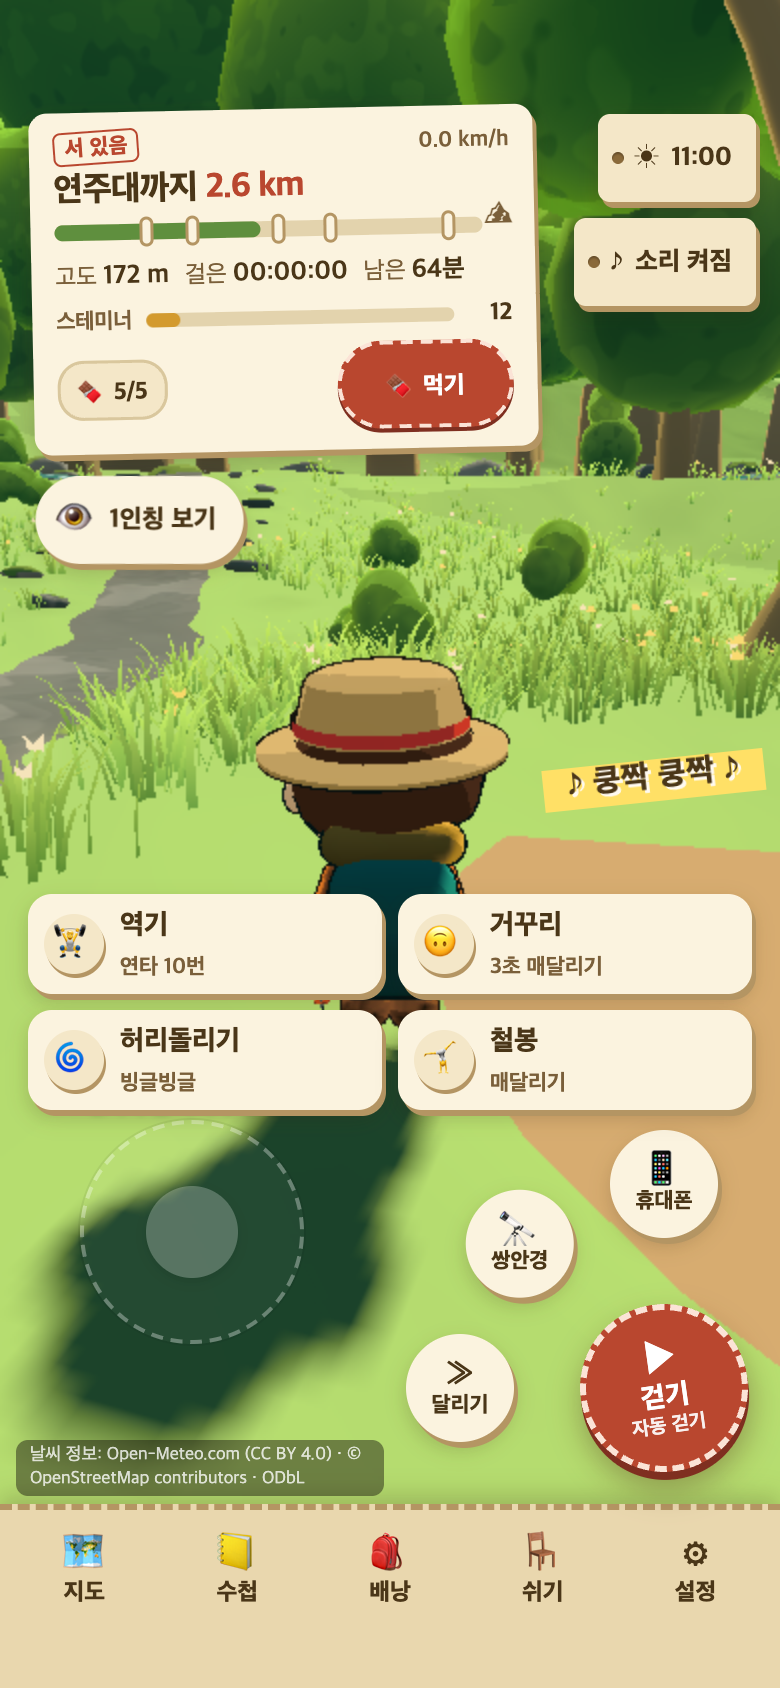 서 있음
0.0 km/h
연주대까지 2.6 km
고도 172 m 걸은 00:00:00 남은 64분
스테미너 12
5/5
먹기
11:00
♪ 소리 켜짐
1인칭 보기
♪ 쿵짝 쿵짝 ♪
역기
연타 10번
거꾸리
3초 매달리기
허리돌리기
빙글빙글
철봉
매달리기
휴대폰
쌍안경
달리기
걷기
자동 걷기
날씨 정보: Open-Meteo.com (CC BY 4.0) · ©
OpenStreetMap contributors · ODbL
지도
수첩
배낭
쉬기
설정